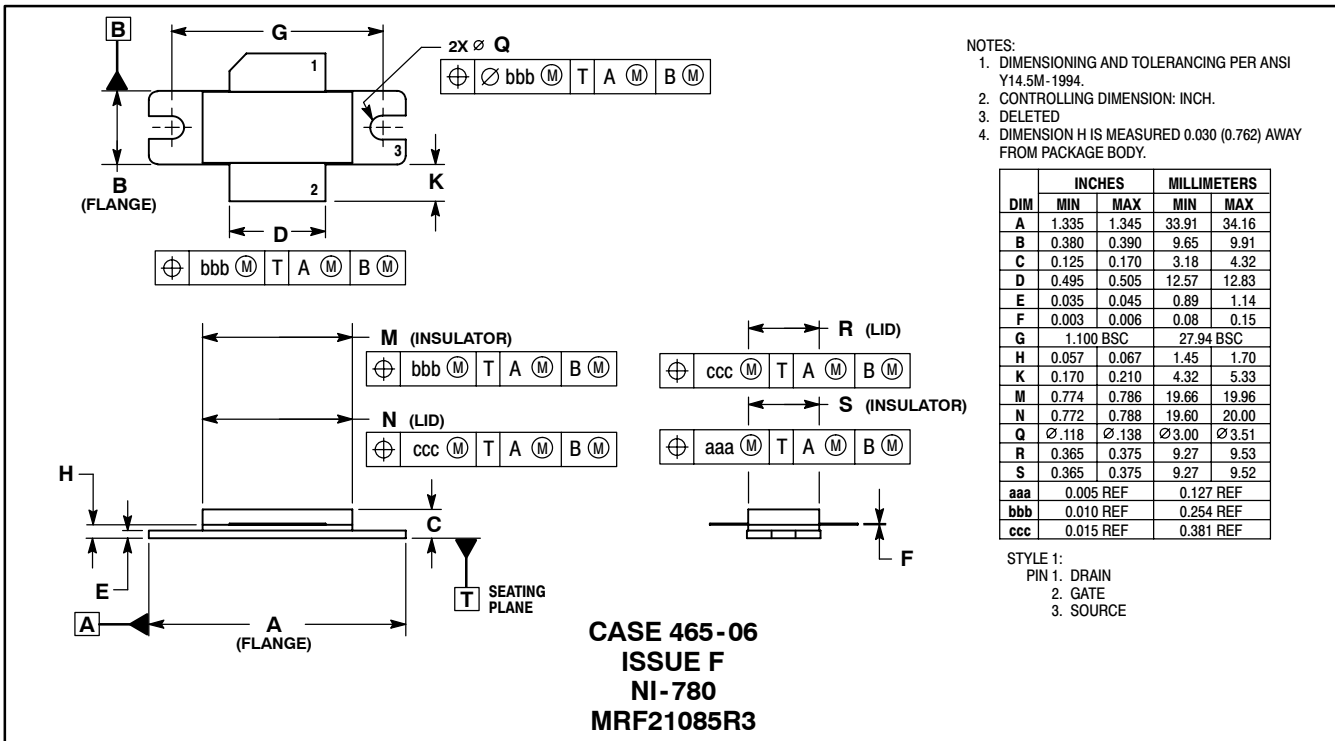 B
G
2X ⌀ Q
⌖ ⌀ bbb Ⓜ T A Ⓜ B Ⓜ
1
3
B
(FLANGE)
K
2
D
⌖ bbb Ⓜ T A Ⓜ B Ⓜ
M (INSULATOR)
⌖ bbb Ⓜ T A Ⓜ B Ⓜ
N (LID)
⌖ ccc Ⓜ T A Ⓜ B Ⓜ
R (LID)
⌖ ccc Ⓜ T A Ⓜ B Ⓜ
S (INSULATOR)
⌖ aaa Ⓜ T A Ⓜ B Ⓜ
H
C
E
F
T SEATING
PLANE
A
A
(FLANGE)
CASE 465-06
ISSUE F
NI-780
MRF21085R3
NOTES:
1. DIMENSIONING AND TOLERANCING PER ANSI
Y14.5M-1994.
2. CONTROLLING DIMENSION: INCH.
3. DELETED
4. DIMENSION H IS MEASURED 0.030 (0.762) AWAY
FROM PACKAGE BODY.
INCHES MILLIMETERS
DIM MIN MAX MIN MAX
A 1.335 1.345 33.91 34.16
B 0.380 0.390 9.65 9.91
C 0.125 0.170 3.18 4.32
D 0.495 0.505 12.57 12.83
E 0.035 0.045 0.89 1.14
F 0.003 0.006 0.08 0.15
G 1.100 BSC 27.94 BSC
H 0.057 0.067 1.45 1.70
K 0.170 0.210 4.32 5.33
M 0.774 0.786 19.66 19.96
N 0.772 0.788 19.60 20.00
Q ⌀.118 ⌀.138 ⌀3.00 ⌀3.51
R 0.365 0.375 9.27 9.53
S 0.365 0.375 9.27 9.52
aaa 0.005 REF 0.127 REF
bbb 0.010 REF 0.254 REF
ccc 0.015 REF 0.381 REF
STYLE 1:
PIN 1. DRAIN
2. GATE
3. SOURCE